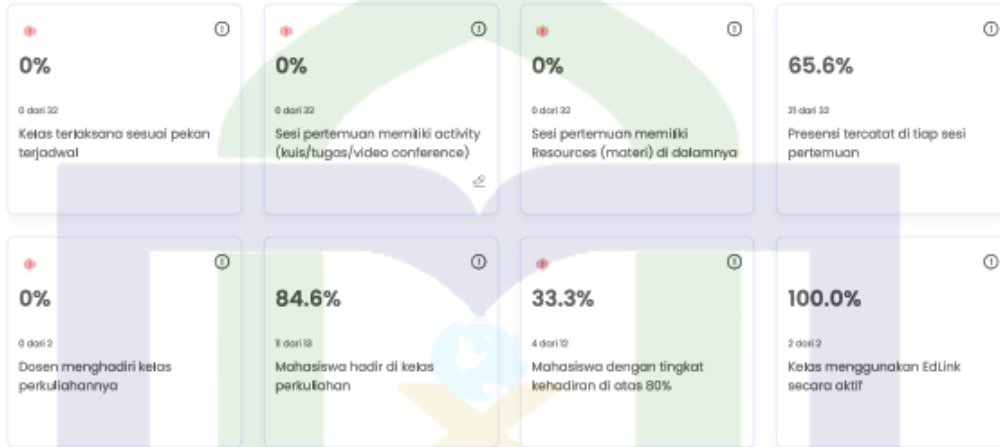 0%
0 dari 32
Kelas terlaksana sesuai pekan
terjadwal
0%
0 dari 32
Sesi pertemuan memiliki activity
(kuis/tugas/video conference)
0%
0 dari 32
Sesi pertemuan memiliki
Resources (materi) di dalamnya
65.6%
21 dari 32
Presensi tercatat di tiap sesi
pertemuan
0%
0 dari 2
Dosen menghadiri kelas
perkuliahannya
84.6%
11 dari 13
Mahasiswa hadir di kelas
perkuliahan
33.3%
4 dari 12
Mahasiswa dengan tingkat
kehadiran di atas 80%
100.0%
2 dari 2
Kelas menggunakan EdLink
secara aktif